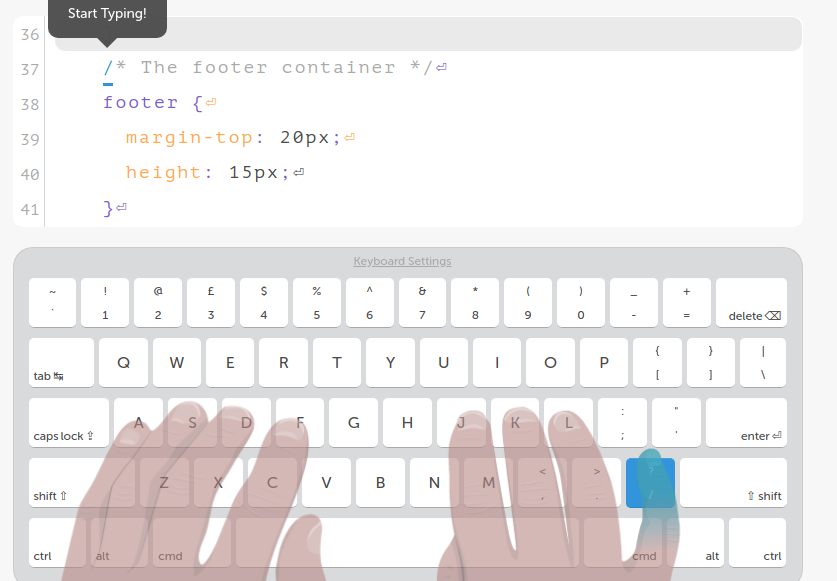 Start Typing!
36
37 /* The footer container */⏎
38 footer {⏎
39 margin-top: 20px;⏎
40 height: 15px;⏎
41 }⏎
Keyboard Settings
~ ! @ £ $ % ^ & * ( ) _ +
` 1 2 3 4 5 6 7 8 9 0 - = delete ⌫
{ } |
tab ↹ Q W E R T Y U I O P [ ] \
: "
caps lock ⇪ A S D F G H J K L ; ' enter ⏎
< > ?
shift ⇧ Z X C V B N M , . / ⇧ shift
ctrl alt cmd cmd alt ctrl